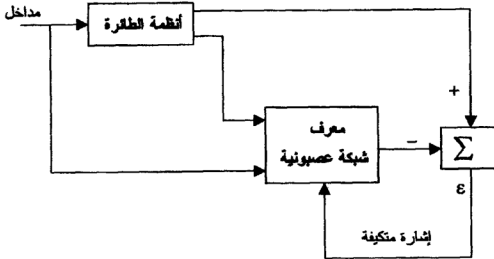 مداخل
أنظمة الطائرة
+
معرف
شبكة عصبونية
−
Σ
ε
إشارة متكيفة